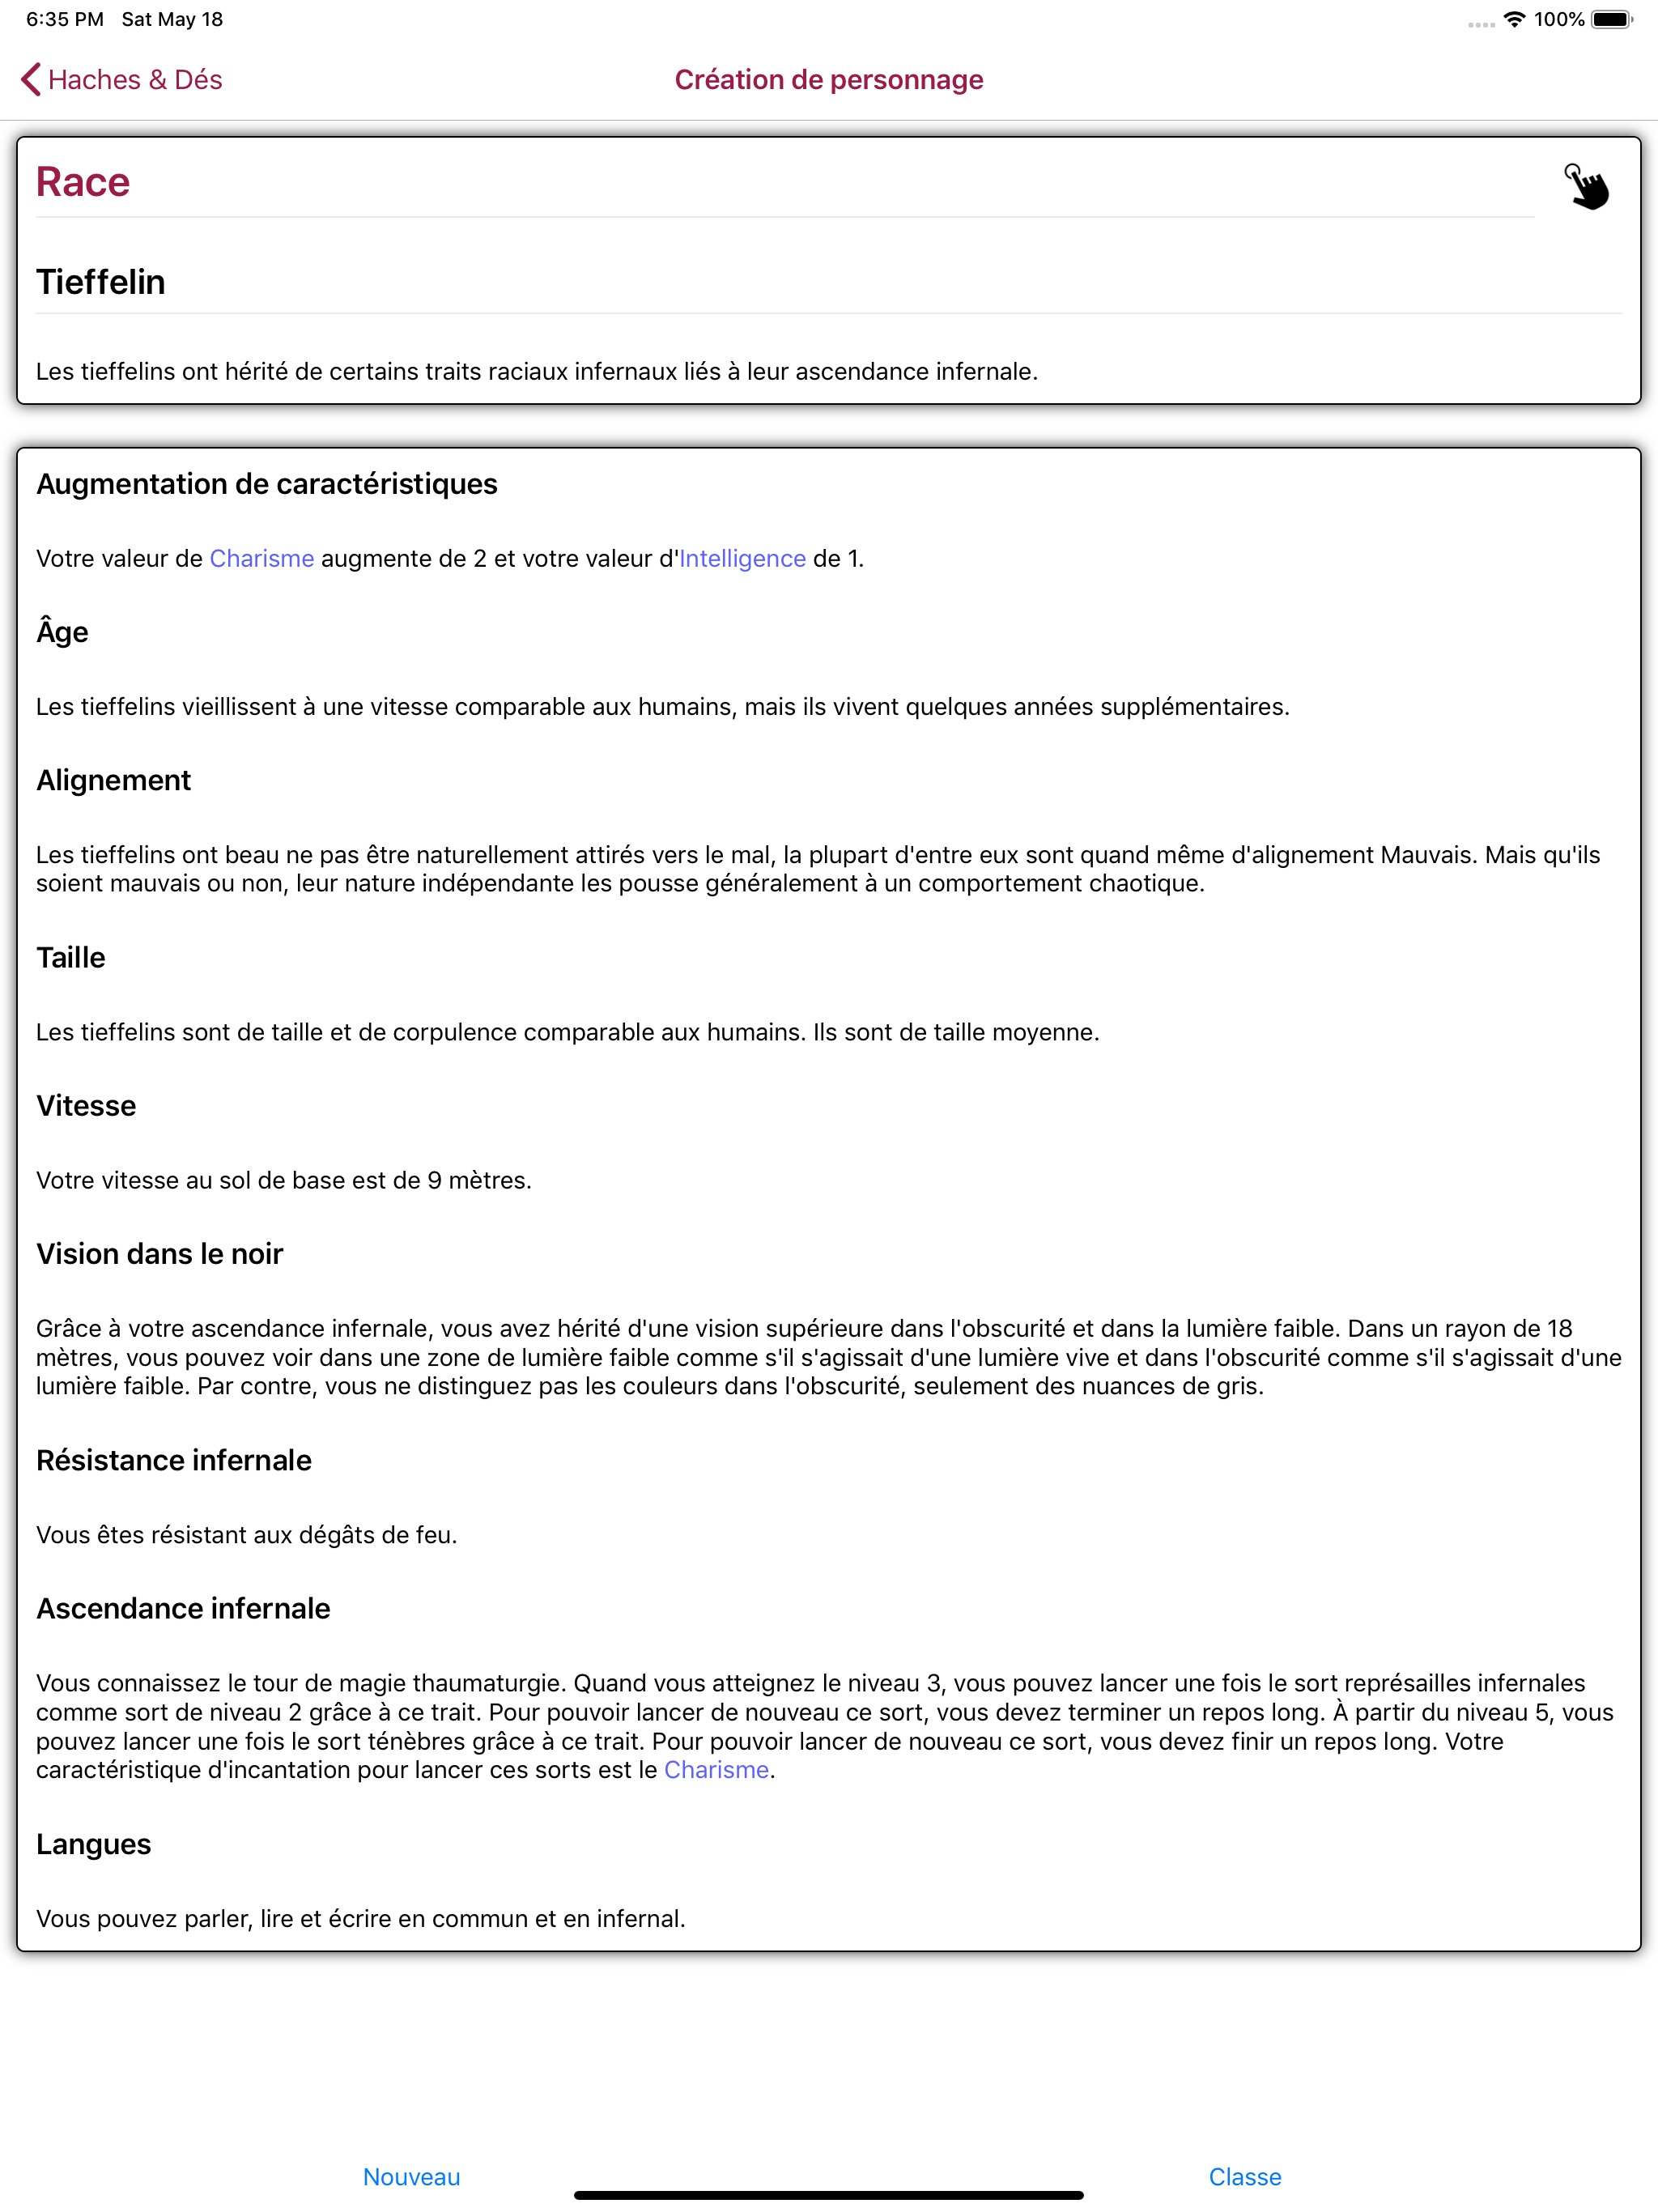 6:35 PM Sat May 18
100%
Haches & Dés
Création de personnage
Race
Tieffelin
Les tieffelins ont hérité de certains traits raciaux infernaux liés à leur ascendance infernale.
Augmentation de caractéristiques
Votre valeur de Charisme augmente de 2 et votre valeur d'Intelligence de 1.
Âge
Les tieffelins vieillissent à une vitesse comparable aux humains, mais ils vivent quelques années supplémentaires.
Alignement
Les tieffelins ont beau ne pas être naturellement attirés vers le mal, la plupart d'entre eux sont quand même d'alignement Mauvais. Mais qu'ils
soient mauvais ou non, leur nature indépendante les pousse généralement à un comportement chaotique.
Taille
Les tieffelins sont de taille et de corpulence comparable aux humains. Ils sont de taille moyenne.
Vitesse
Votre vitesse au sol de base est de 9 mètres.
Vision dans le noir
Grâce à votre ascendance infernale, vous avez hérité d'une vision supérieure dans l'obscurité et dans la lumière faible. Dans un rayon de 18
mètres, vous pouvez voir dans une zone de lumière faible comme s'il s'agissait d'une lumière vive et dans l'obscurité comme s'il s'agissait d'une
lumière faible. Par contre, vous ne distinguez pas les couleurs dans l'obscurité, seulement des nuances de gris.
Résistance infernale
Vous êtes résistant aux dégâts de feu.
Ascendance infernale
Vous connaissez le tour de magie thaumaturgie. Quand vous atteignez le niveau 3, vous pouvez lancer une fois le sort représailles infernales
comme sort de niveau 2 grâce à ce trait. Pour pouvoir lancer de nouveau ce sort, vous devez terminer un repos long. À partir du niveau 5, vous
pouvez lancer une fois le sort ténèbres grâce à ce trait. Pour pouvoir lancer de nouveau ce sort, vous devez finir un repos long. Votre
caractéristique d'incantation pour lancer ces sorts est le Charisme.
Langues
Vous pouvez parler, lire et écrire en commun et en infernal.
Nouveau
Classe